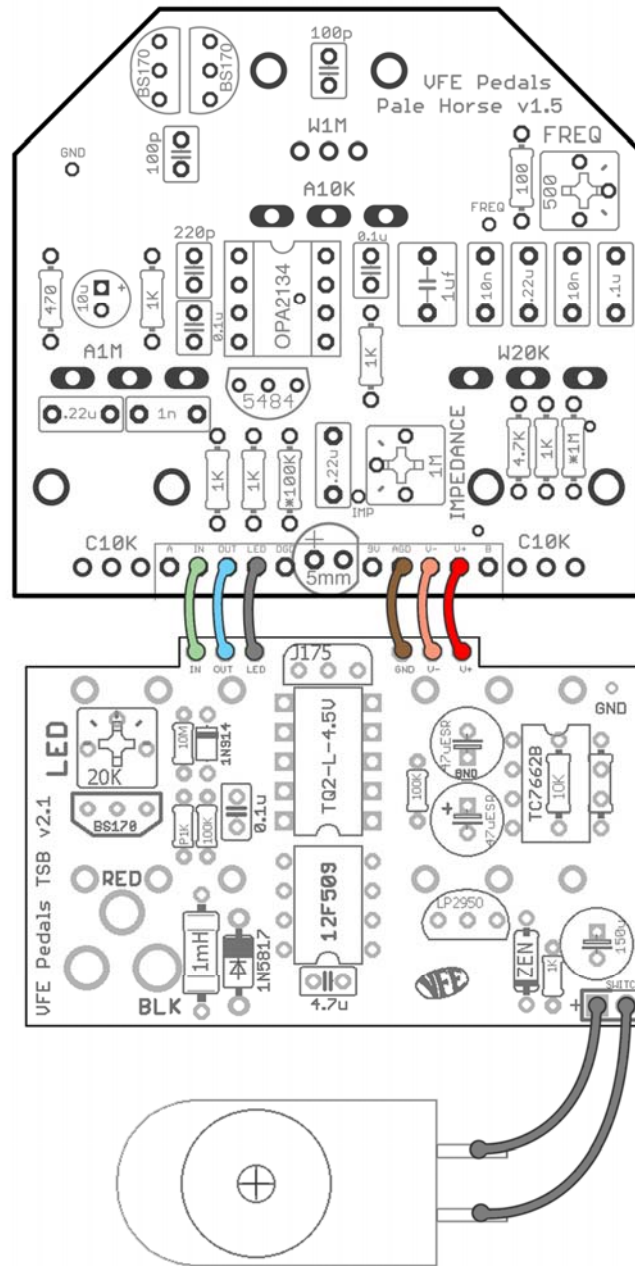 100p
BS170
BS170
VFE Pedals
Pale Horse v1.5
100p
W1M
FREQ
GND
100
500
A10K
FREQ
220p
0.1u
470
10u
+
1K
OPA2134
1uf
10n
.22u
10n
.1u
0.1u
1K
A1M
W20K
5484
.22u
1n
.22u
1M
IMPEDANCE
4.7K
1K
*1M
1K
1K
*100K
IMP
C10K
A
IN
OUT
LED
DGD
+
5mm
9V
AGD
V-
V+
B
C10K
IN
OUT
LED
J175
GND
V-
V+
GND
LED
20K
10M
1N914
TQ2-L-4.5V
47uESR
GND
100K
TC7662B
10K
BS170
P1K
100K
0.1u
+
47uESR
VFE Pedals TSB v2.1
RED
12F509
LP2950
150u
1mH
1N5817
ZEN
1K
BLK
4.7u
VFE
SWITC
+